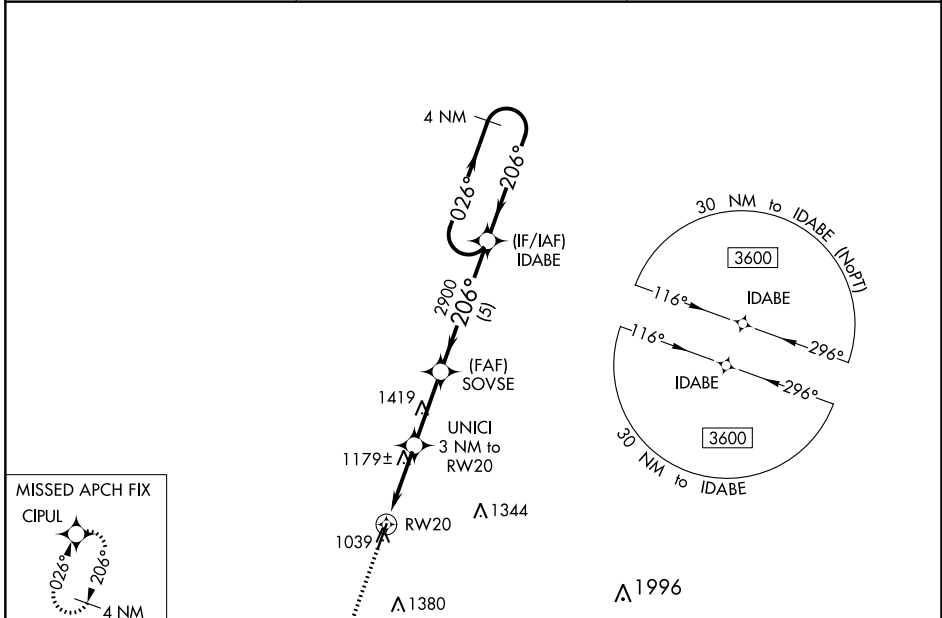 4 NM
026°
206°
(IF/IAF)
IDABE
2900
206°
(5)
(FAF)
SOVSE
1419
UNICI
3 NM to
RW20
1179±
RW20
1039
1344
1380
1996
30 NM to IDABE (NoPT)
3600
116°
IDABE
296°
116°
IDABE
296°
3600
30 NM to IDABE
MISSED APCH FIX
CIPUL
026°
206°
4 NM